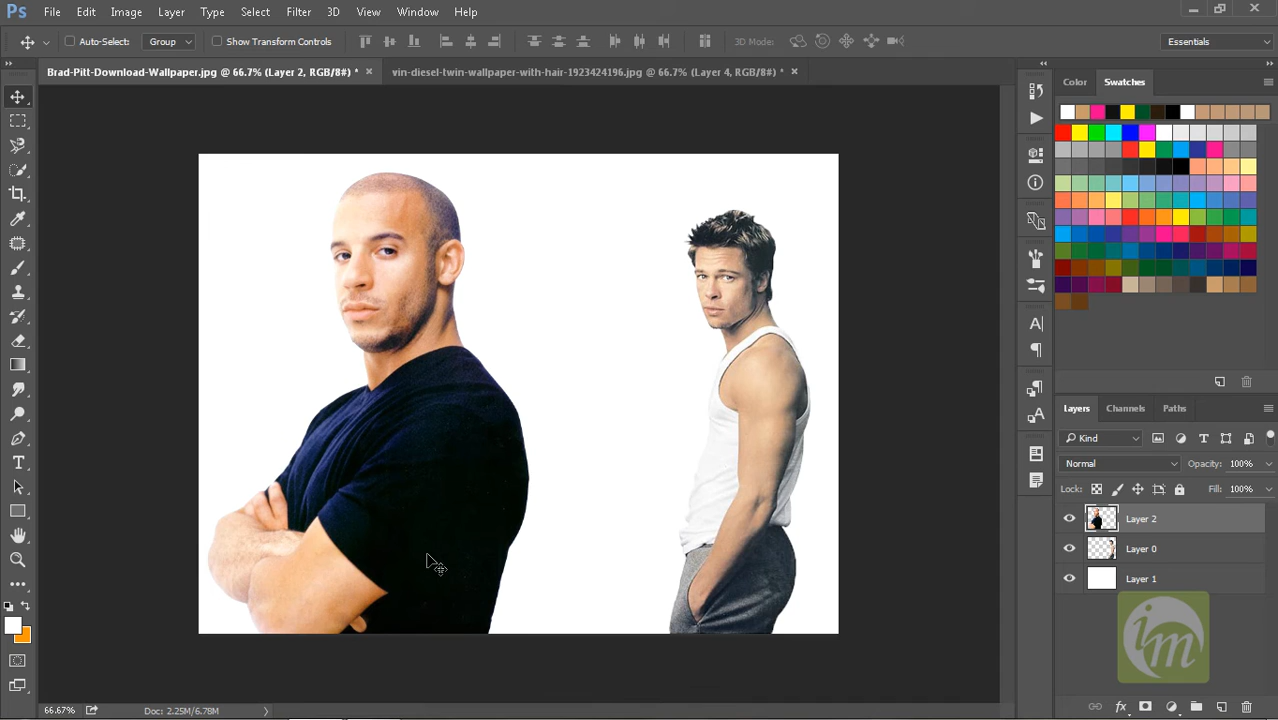 Ps File Edit Image Layer Type Select Filter 3D View Window Help
Auto-Select: Group Show Transform Controls 3D Mode: Essentials
Brad-Pitt-Download-Wallpaper.jpg @ 66.7% (Layer 2, RGB/8#) * × vin-diesel-twin-wallpaper-with-hair-1923424196.jpg @ 66.7% (Layer 4, RGB/8#) * ×
Color Swatches
Layers Channels Paths
Kind
Normal Opacity: 100%
Lock: Fill: 100%
Layer 2
Layer 0
Layer 1
im
66.67% Doc: 2.25M/6.78M
fx